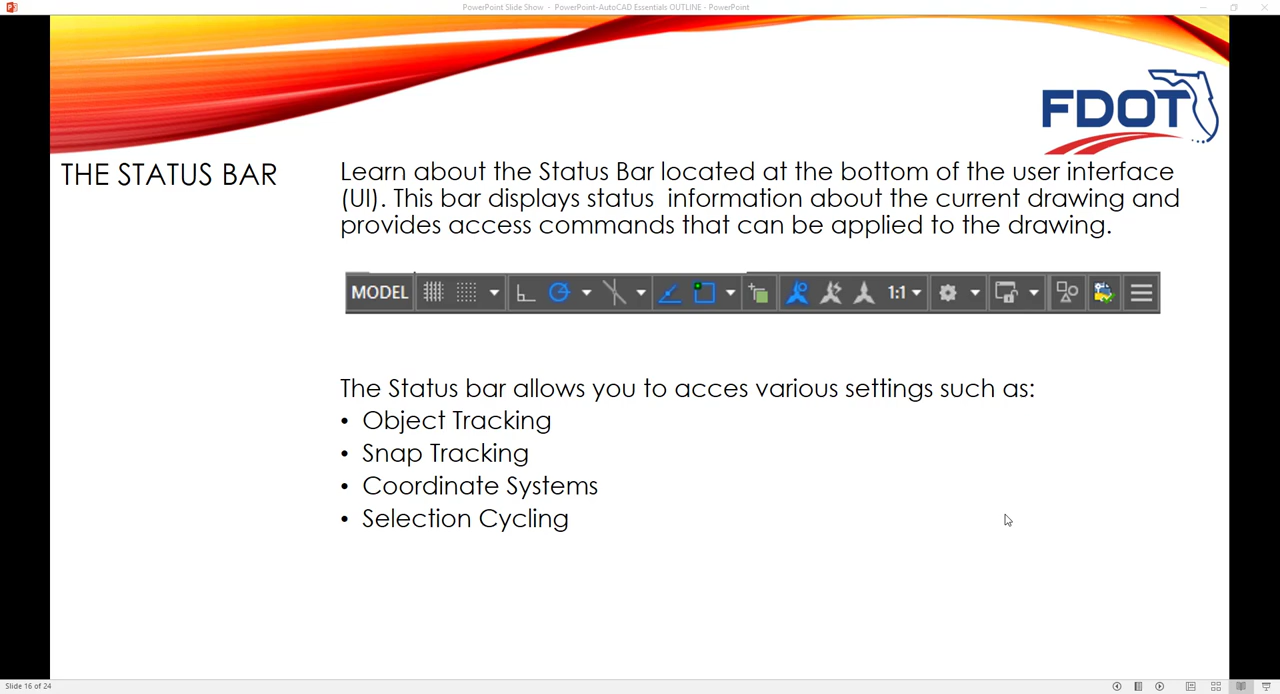 PowerPoint Slide Show - PowerPoint-AutoCAD Essentials OUTLINE - PowerPoint
FDOT
THE STATUS BAR
Learn about the Status Bar located at the bottom of the user interface
(UI). This bar displays status information about the current drawing and
provides access commands that can be applied to the drawing.
MODEL 1:1
The Status bar allows you to acces various settings such as:
• Object Tracking
• Snap Tracking
• Coordinate Systems
• Selection Cycling
Slide 16 of 24